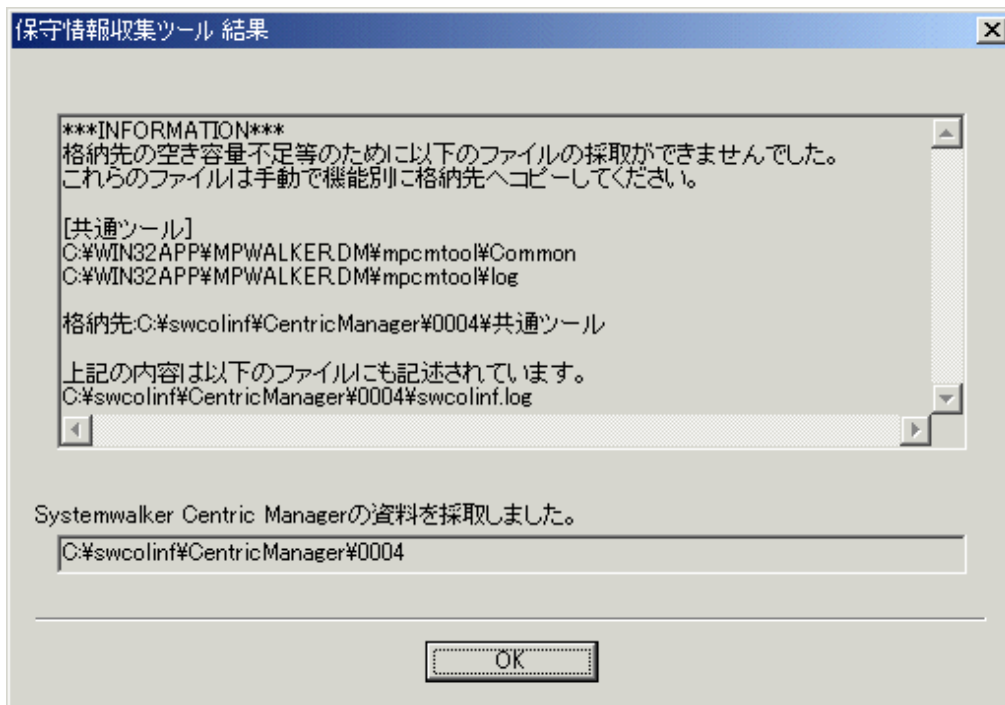 保守情報収集ツール 結果
***INFORMATION***
格納先の空き容量不足等のために以下のファイルの採取ができませんでした。
これらのファイルは手動で機能別に格納先へコピーしてください。
[共通ツール]
C:¥WIN32APP¥MPWALKER.DM¥mpcmtool¥Common
C:¥WIN32APP¥MPWALKER.DM¥mpcmtool¥log
格納先:C:¥swcolinf¥CentricManager¥0004¥共通ツール
上記の内容は以下のファイルにも記述されています。
C:¥swcolinf¥CentricManager¥0004¥swcolinf.log
Systemwalker Centric Managerの資料を採取しました。
C:¥swcolinf¥CentricManager¥0004
OK